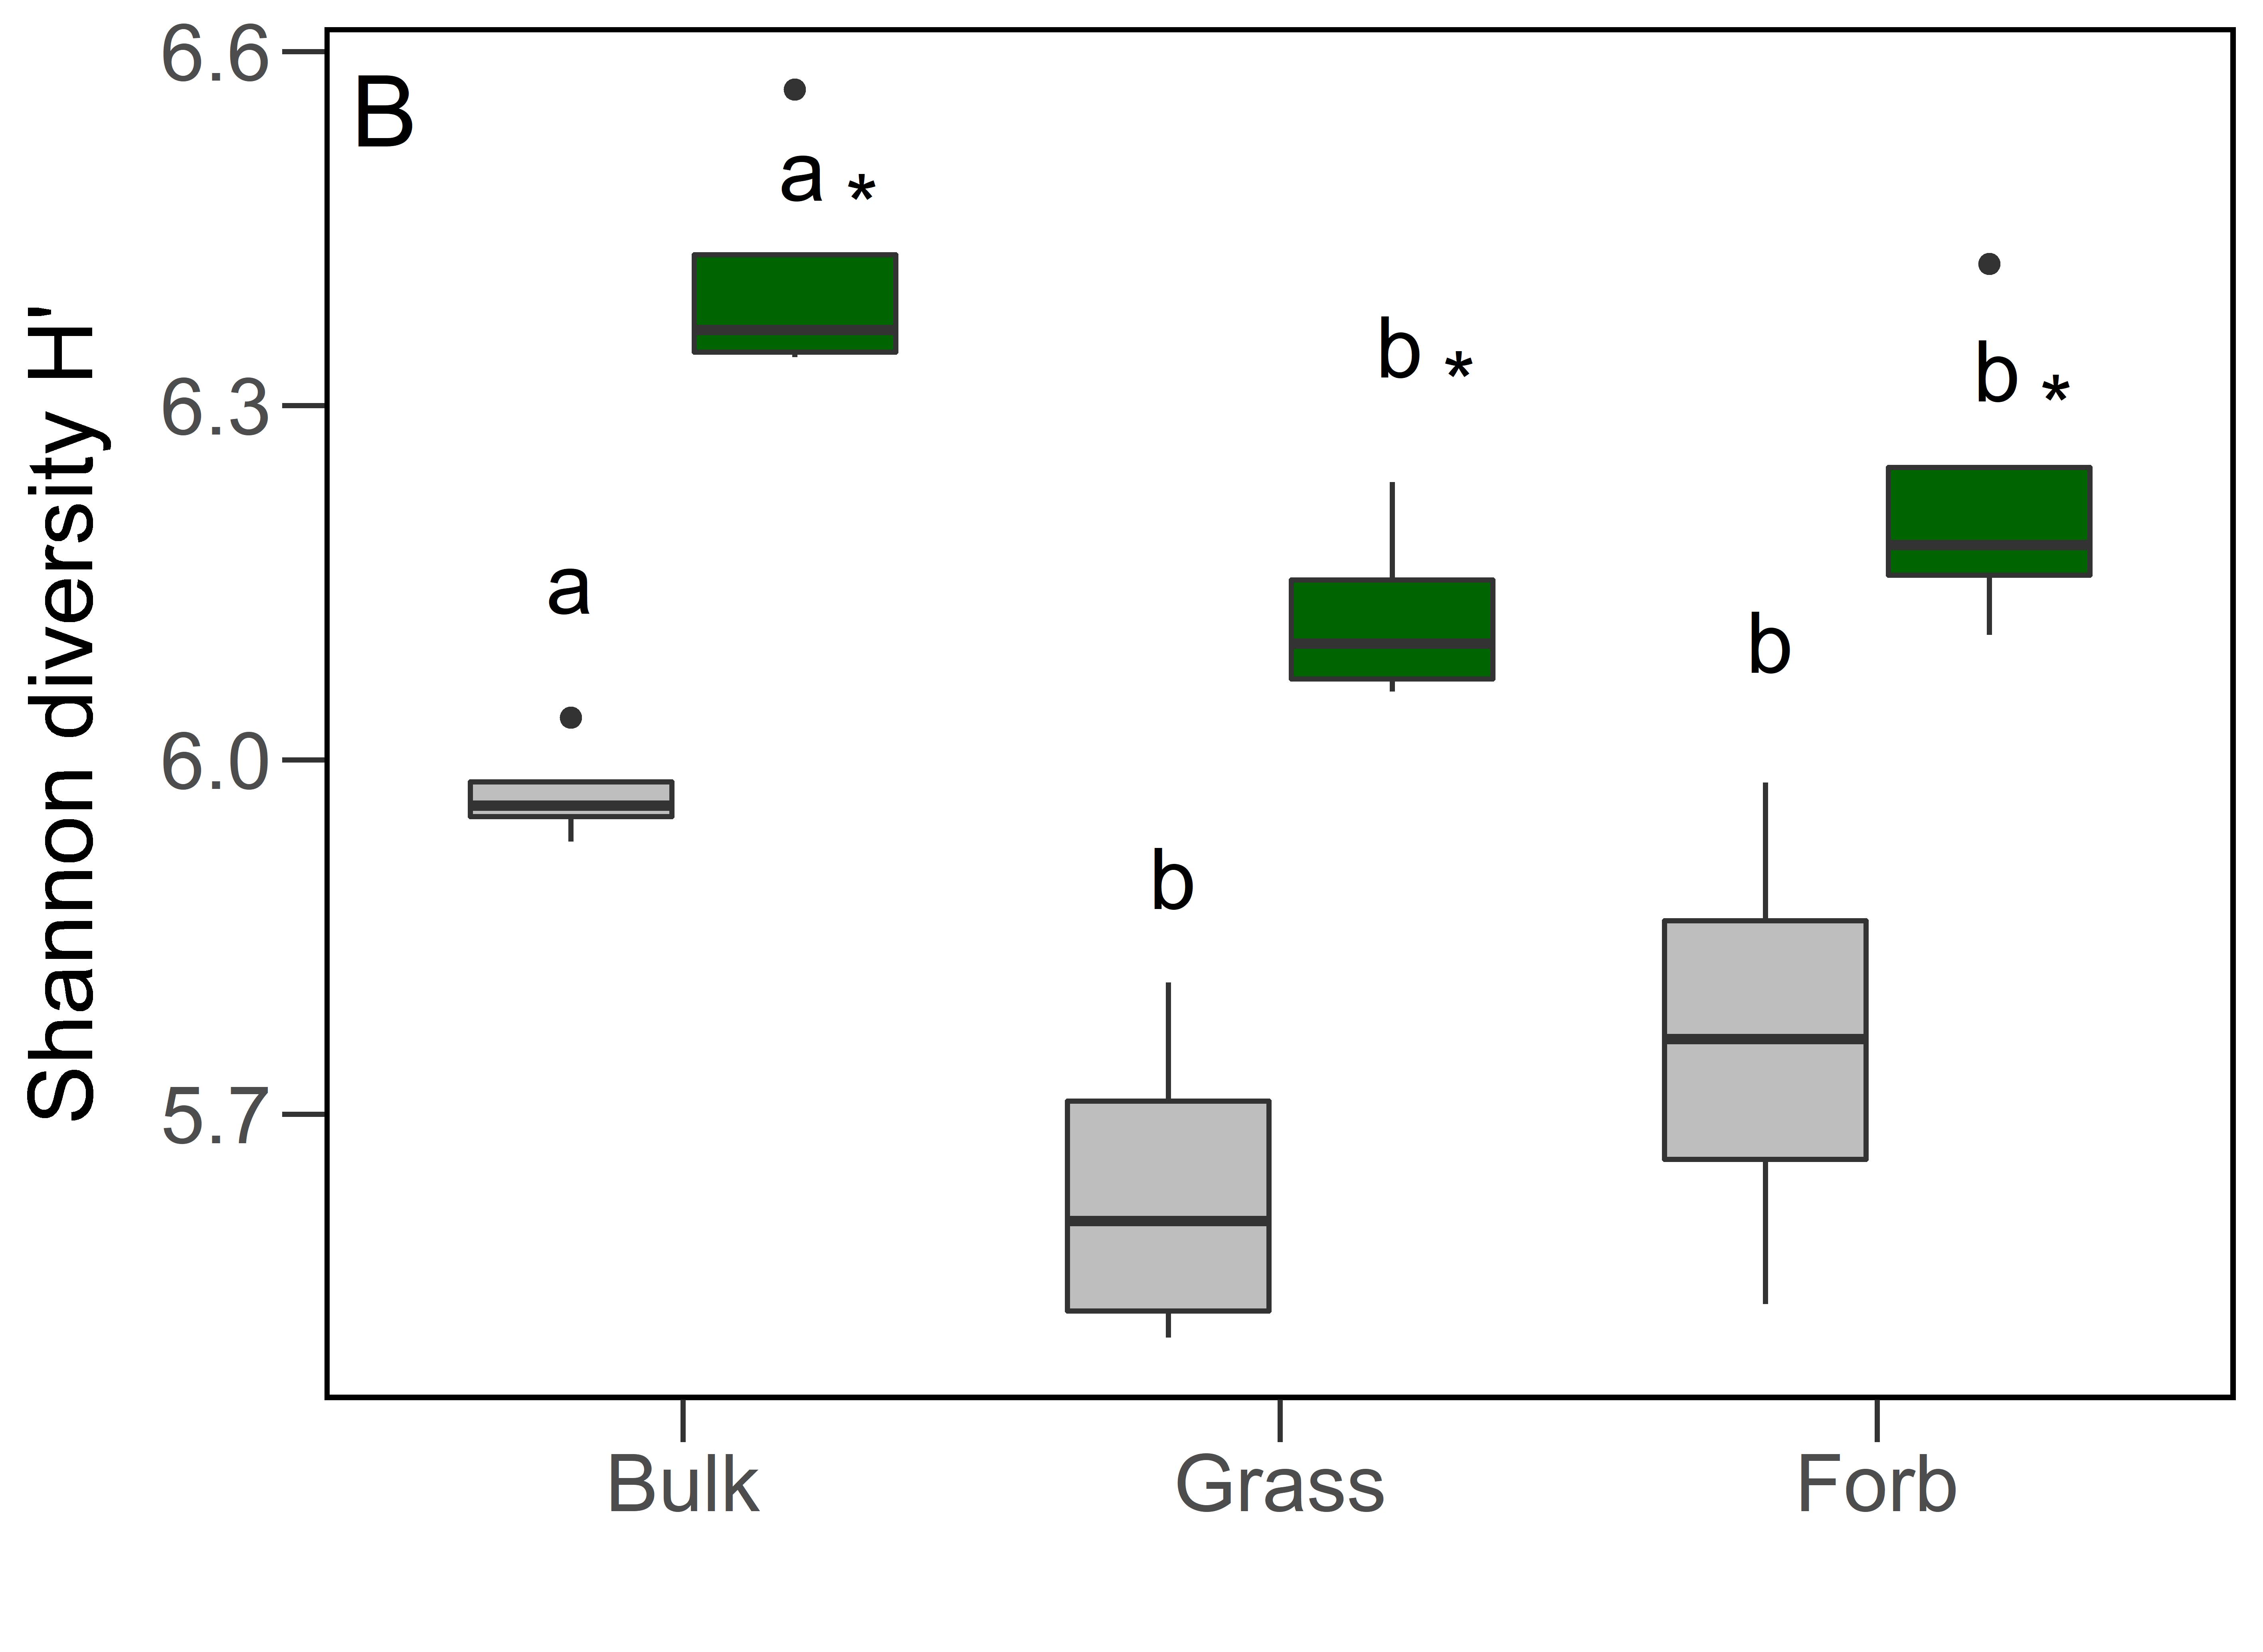 Shannon diversity H'
6.6
6.3
6.0
5.7
B
a
a *
b
b *
b
b *
Bulk
Grass
Forb